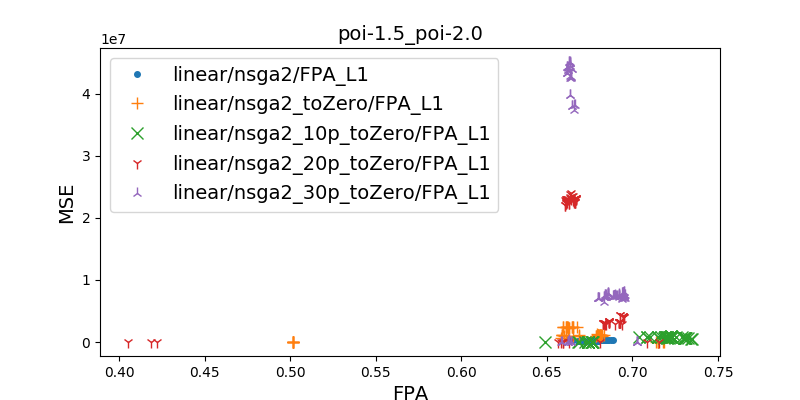 poi-1.5_poi-2.0
1e7
linear/nsga2/FPA_L1
linear/nsga2_toZero/FPA_L1
linear/nsga2_10p_toZero/FPA_L1
linear/nsga2_20p_toZero/FPA_L1
linear/nsga2_30p_toZero/FPA_L1
MSE
4
3
2
1
0
0.40 0.45 0.50 0.55 0.60 0.65 0.70 0.75
FPA